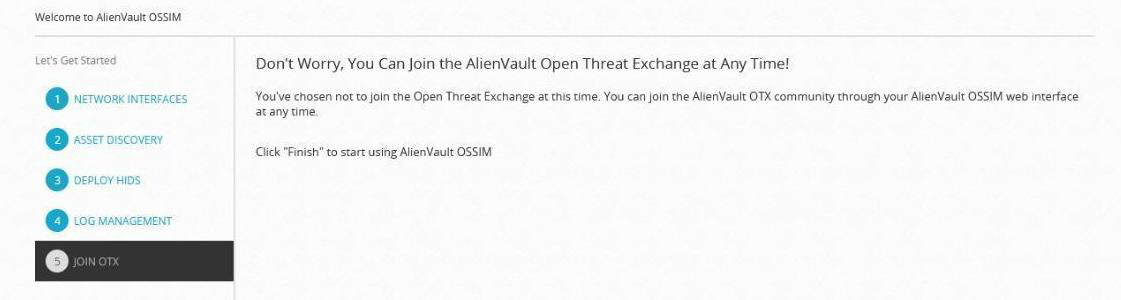 Welcome to AlienVault OSSIM
Let's Get Started
1 NETWORK INTERFACES
2 ASSET DISCOVERY
3 DEPLOY HIDS
4 LOG MANAGEMENT
5 JOIN OTX
Don't Worry, You Can Join the AlienVault Open Threat Exchange at Any Time!
You've chosen not to join the Open Threat Exchange at this time. You can join the AlienVault OTX community through your AlienVault OSSIM web interface
at any time.
Click "Finish" to start using AlienVault OSSIM